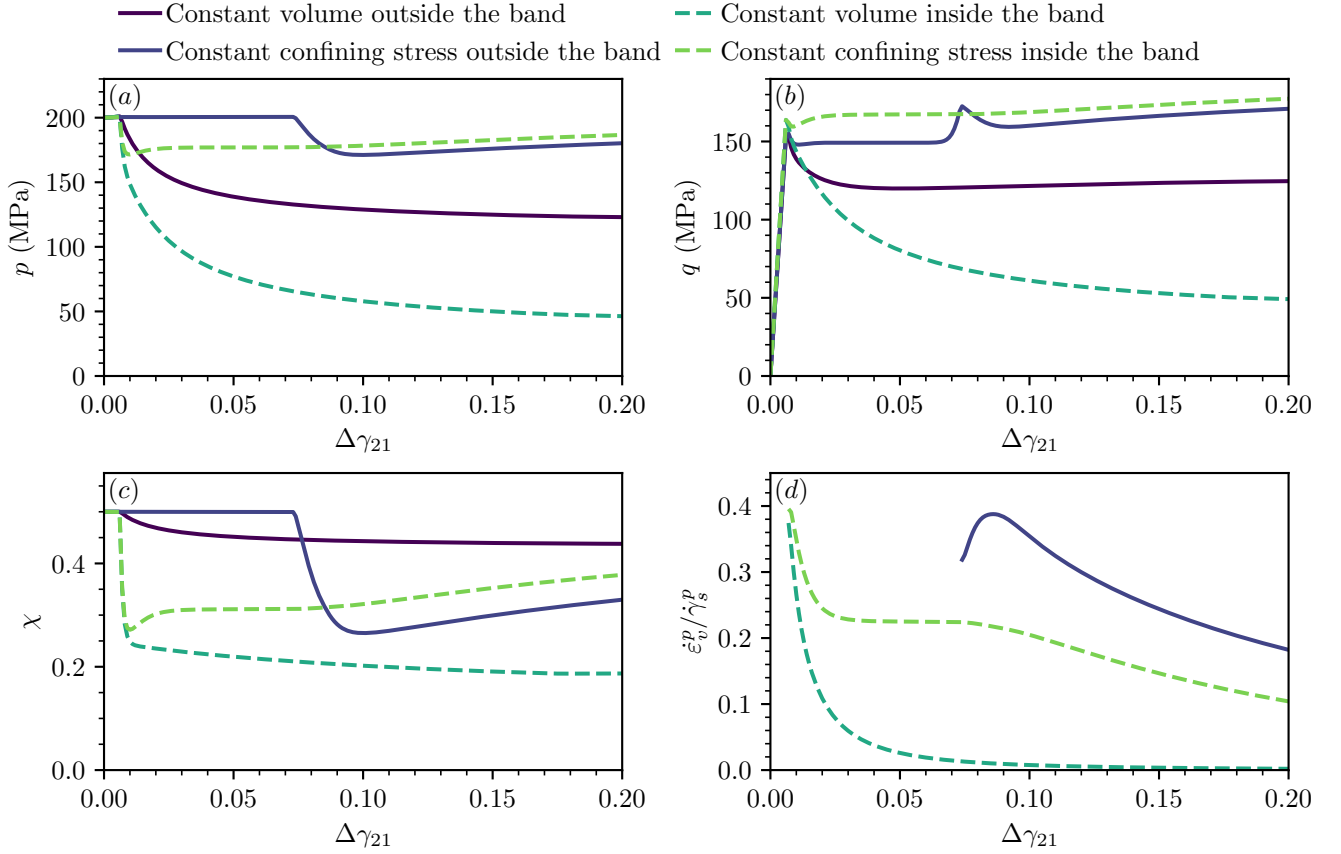 Constant volume outside the band
Constant volume inside the band
Constant confining stress outside the band
Constant confining stress inside the band
(a)
p (MPa)
200
150
100
50
0
0.00 0.05 0.10 0.15 0.20
Δγ₂₁
(b)
q (MPa)
150
100
50
0
0.00 0.05 0.10 0.15 0.20
Δγ₂₁
(c)
χ
0.4
0.2
0.0
0.00 0.05 0.10 0.15 0.20
Δγ₂₁
(d)
ε̇ᵥᵖ/γ̇ₛᵖ
0.4
0.3
0.2
0.1
0.0
0.00 0.05 0.10 0.15 0.20
Δγ₂₁